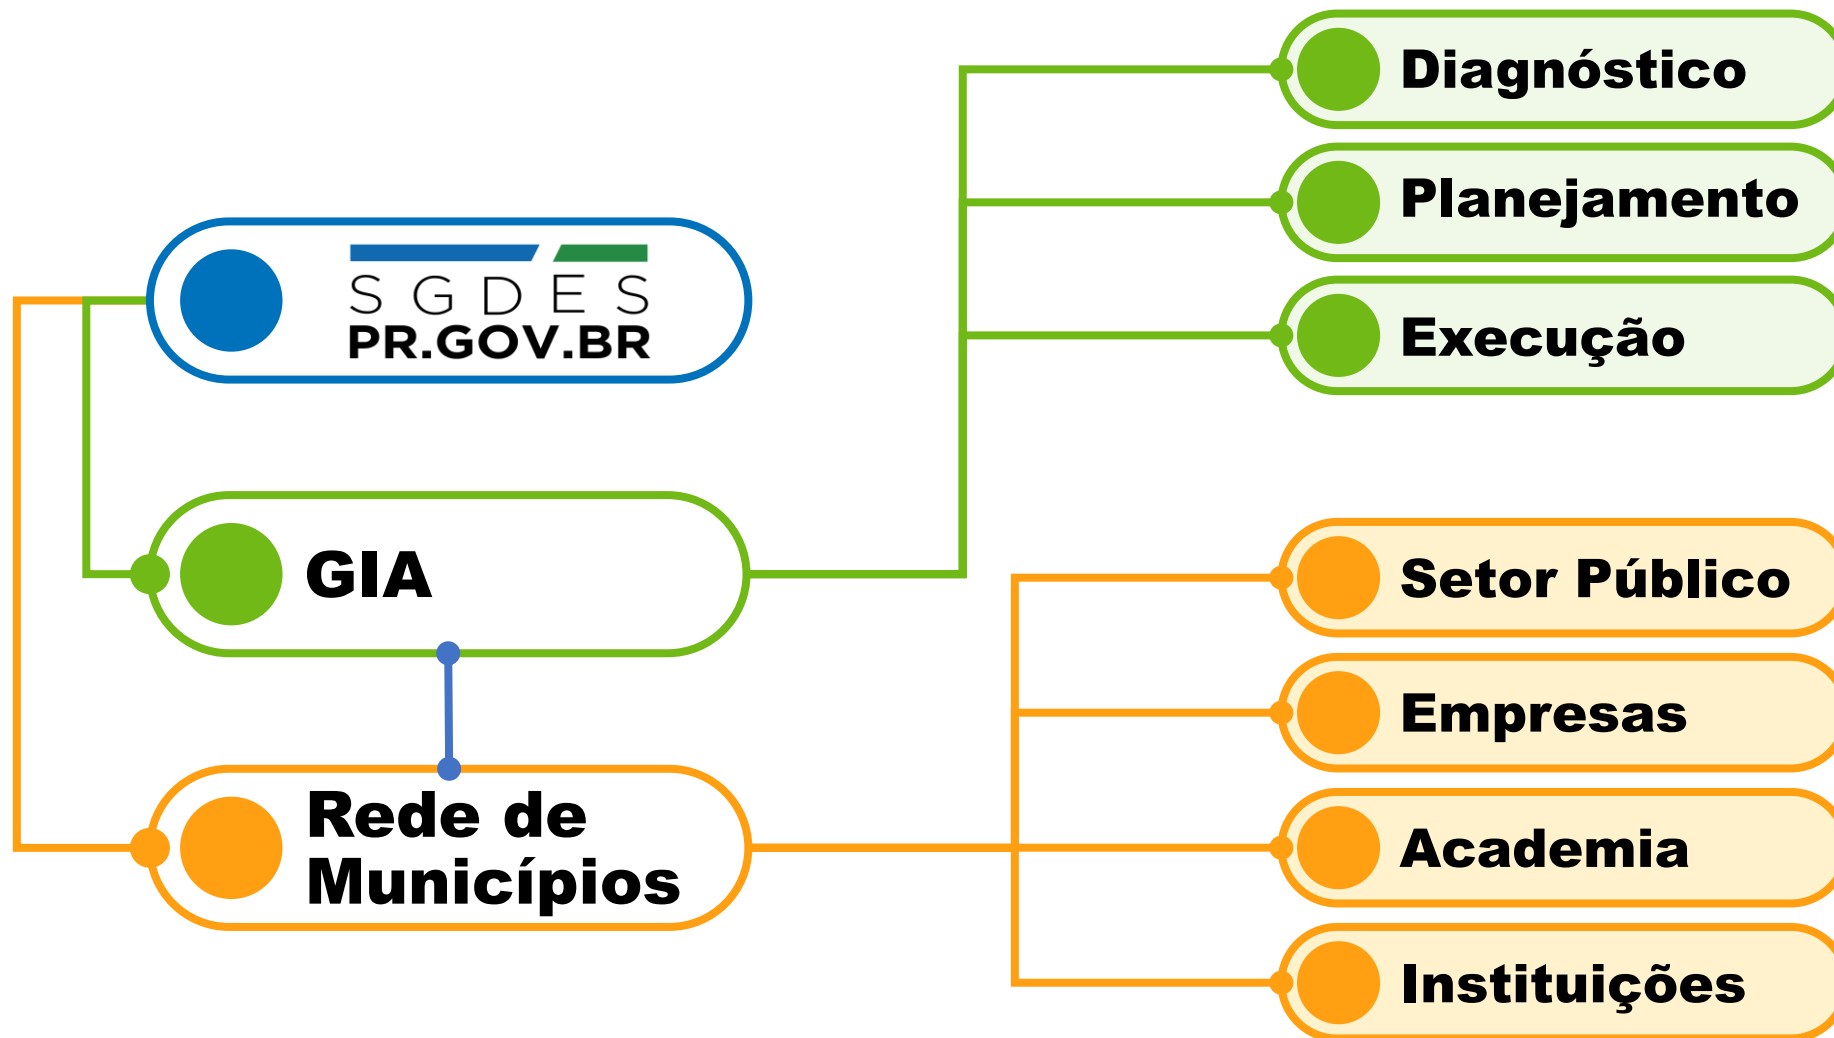 SGDES
PR.GOV.BR
GIA
Rede de
Municípios
Diagnóstico
Planejamento
Execução
Setor Público
Empresas
Academia
Instituições